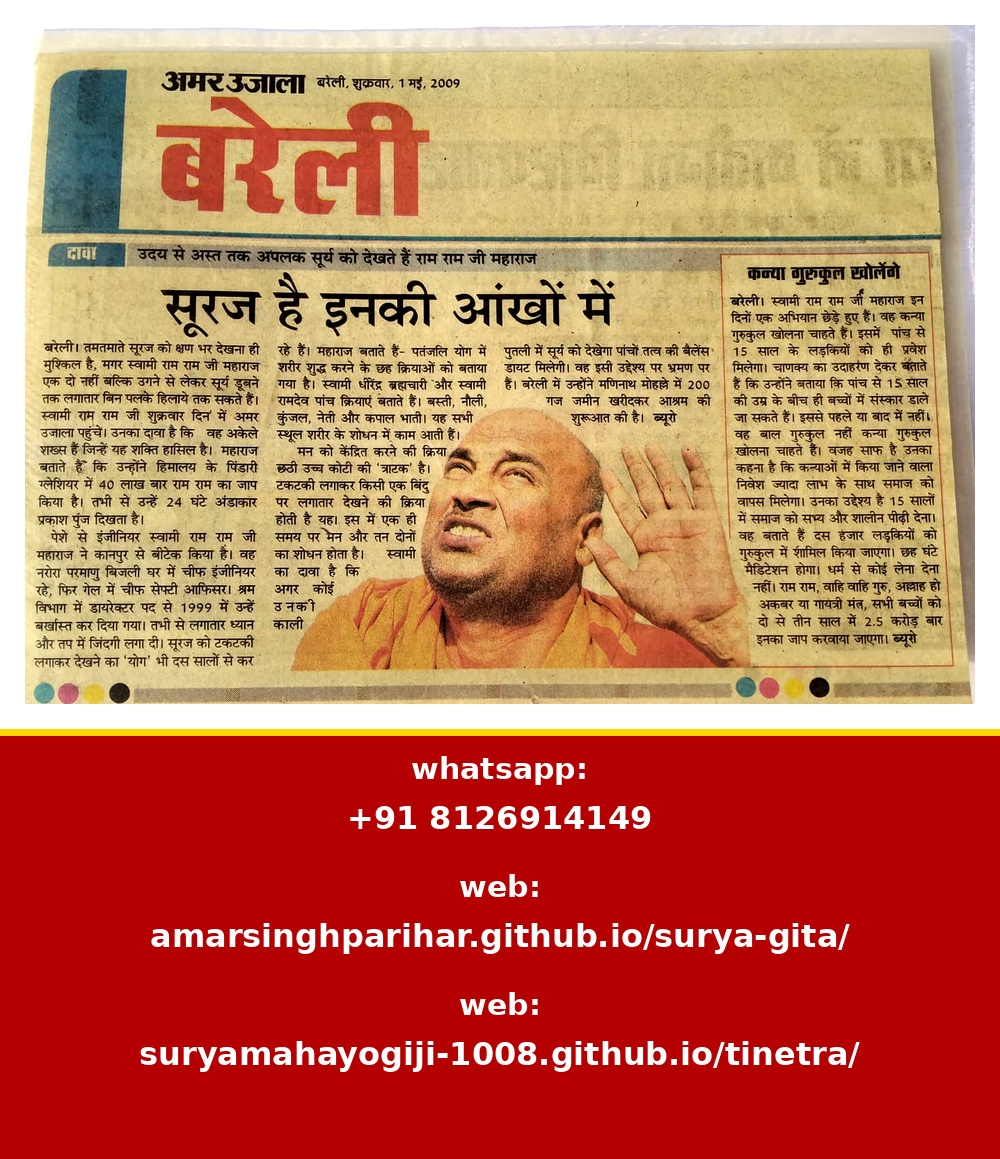 अमर उजाला बरेली, शुक्रवार, 1 मई, 2009
बरेली
दावा
उदय से अस्त तक अपलक सूर्य को देखते हैं राम राम जी महाराज
सूरज है इनकी आंखों में
बरेली। तमतमाते सूरज को क्षण भर देखना ही
मुश्किल है, मगर स्वामी राम राम जी महाराज
एक दो नहीं बल्कि उगने से लेकर सूर्य डूबने
तक लगातार बिन पलके हिलाये तक सकते हैं।
स्वामी राम राम जी शुक्रवार दिन में अमर
उजाला पहुंचे। उनका दावा है कि वह अकेले
शख्स हैं जिन्हें यह शक्ति हासिल है। महाराज
बताते हैं कि उन्होंने हिमालय के पिंडारी
ग्लेशियर में 40 लाख बार राम राम का जाप
किया है। तभी से उन्हें 24 घंटे अंडाकार
प्रकाश पुंज दिखता है।
पेशे से इंजीनियर स्वामी राम राम जी
महाराज ने कानपुर से बीटेक किया है। वह
नरोरा परमाणु बिजली घर में चीफ इंजीनियर
रहे, फिर गेल में चीफ सेफ्टी आफिसर। श्रम
विभाग में डायरेक्टर पद से 1999 में उन्हें
बर्खास्त कर दिया गया। तभी से लगातार ध्यान
और तप में जिंदगी लगा दी। सूरज को टकटकी
लगाकर देखने का 'योग' भी दस सालों से कर
रहे हैं। महाराज बताते हैं- पतंजलि योग में
शरीर शुद्ध करने के छह क्रियाओं को बताया
गया है। स्वामी धीरेंद्र ब्रह्मचारी और स्वामी
रामदेव पांच क्रियाएं बताते हैं। बस्ती, नौली,
कुंजल, नेती और कपाल भाती। यह सभी
स्थूल शरीर के शोधन में काम आती हैं।
मन को केंद्रित करने की क्रिया
छठी उच्च कोटी की 'त्राटक' है।
टकटकी लगाकर किसी एक बिंदु
पर लगातार देखने की क्रिया
होती है यह। इस में एक ही
समय पर मन और तन दोनों
का शोधन होता है। स्वामी
का दावा है कि
अगर कोई
उनकी
काली
पुतली में सूर्य को देखेगा पांचों तत्व की बैलेंस
डायट मिलेगी। वह इसी उद्देश्य पर भ्रमण पर
हैं। बरेली में उन्होंने मणिनाथ मोहल्ले में 200
गज जमीन खरीदकर आश्रम की
शुरूआत की है। ब्यूरो
कन्या गुरुकुल खोलेंगे
बरेली। स्वामी राम राम जी महाराज इन
दिनों एक अभियान छेड़े हुए हैं। वह कन्या
गुरुकुल खोलना चाहते हैं। इसमें पांच से
15 साल के लड़कियों को ही प्रवेश
मिलेगा। चाणक्य का उदाहरण देकर बताते
हैं कि उन्होंने बताया कि पांच से 15 साल
की उम्र के बीच ही बच्चों में संस्कार डाले
जा सकते हैं। इससे पहले या बाद में नहीं।
वह बाल गुरुकुल नहीं कन्या गुरुकुल
खोलना चाहते हैं। वजह साफ है उनका
कहना है कि कन्याओं में किया जाने वाला
निवेश ज्यादा लाभ के साथ समाज को
वापस मिलेगा। उनका उद्देश्य है 15 सालों
में समाज को सभ्य और शालीन पीढ़ी देना।
वह बताते हैं दस हजार लड़कियों को
गुरुकुल में शामिल किया जाएगा। छह घंटे
मैडिटेशन होगा। धर्म से कोई लेना देना
नहीं। राम राम, वाहि वाहि गुरु, अल्लाह हो
अकबर या गायत्री मंत्र, सभी बच्चों को
दो से तीन साल में 2.5 करोड़ बार
इनका जाप करवाया जाएगा। ब्यूरो
whatsapp:
+91 8126914149
web:
amarsinghparihar.github.io/surya-gita/
web:
suryamahayogiji-1008.github.io/tinetra/